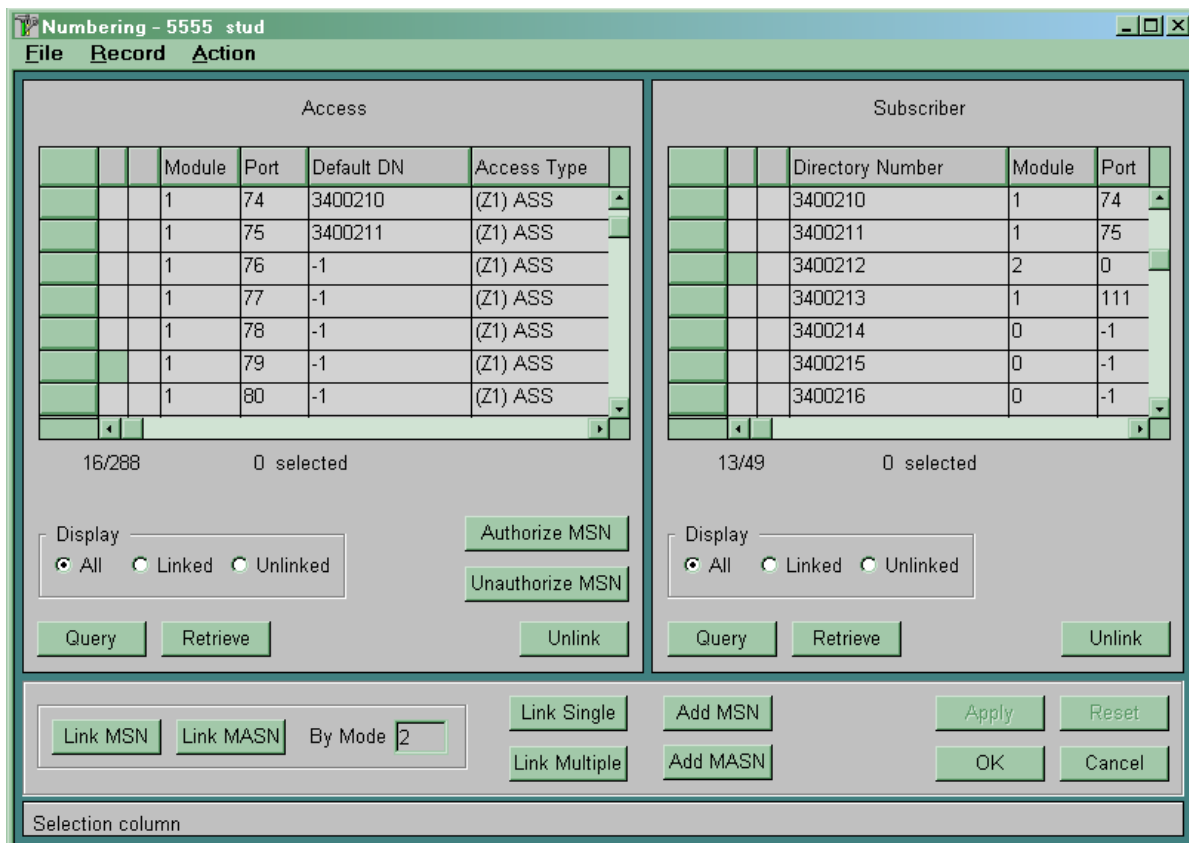 Numbering - 5555 stud
File Record Action
Access
Module Port Default DN Access Type
1 74 3400210 (Z1) ASS
1 75 3400211 (Z1) ASS
1 76 -1 (Z1) ASS
1 77 -1 (Z1) ASS
1 78 -1 (Z1) ASS
1 79 -1 (Z1) ASS
1 80 -1 (Z1) ASS
16/288 0 selected
Display
All Linked Unlinked
Authorize MSN
Unauthorize MSN
Query Retrieve Unlink
Subscriber
Directory Number Module Port
3400210 1 74
3400211 1 75
3400212 2 0
3400213 1 111
3400214 0 -1
3400215 0 -1
3400216 0 -1
13/49 0 selected
Display
All Linked Unlinked
Query Retrieve Unlink
Link MSN Link MASN By Mode 2
Link Single Add MSN Apply Reset
Link Multiple Add MASN OK Cancel
Selection column